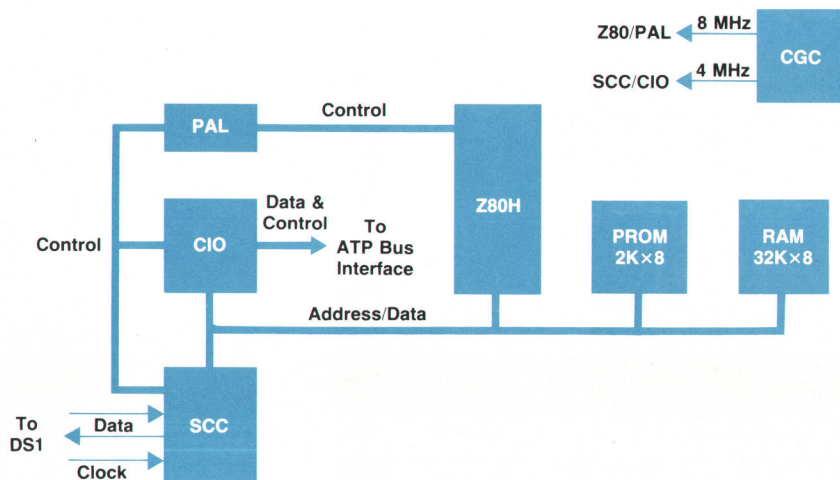 Z80/PAL
8 MHz
SCC/CIO
4 MHz
CGC
PAL
Control
Z80H
Control
CIO
Data &
Control
To
ATP Bus
Interface
PROM
2K×8
RAM
32K×8
Address/Data
SCC
To
DS1
Data
Clock